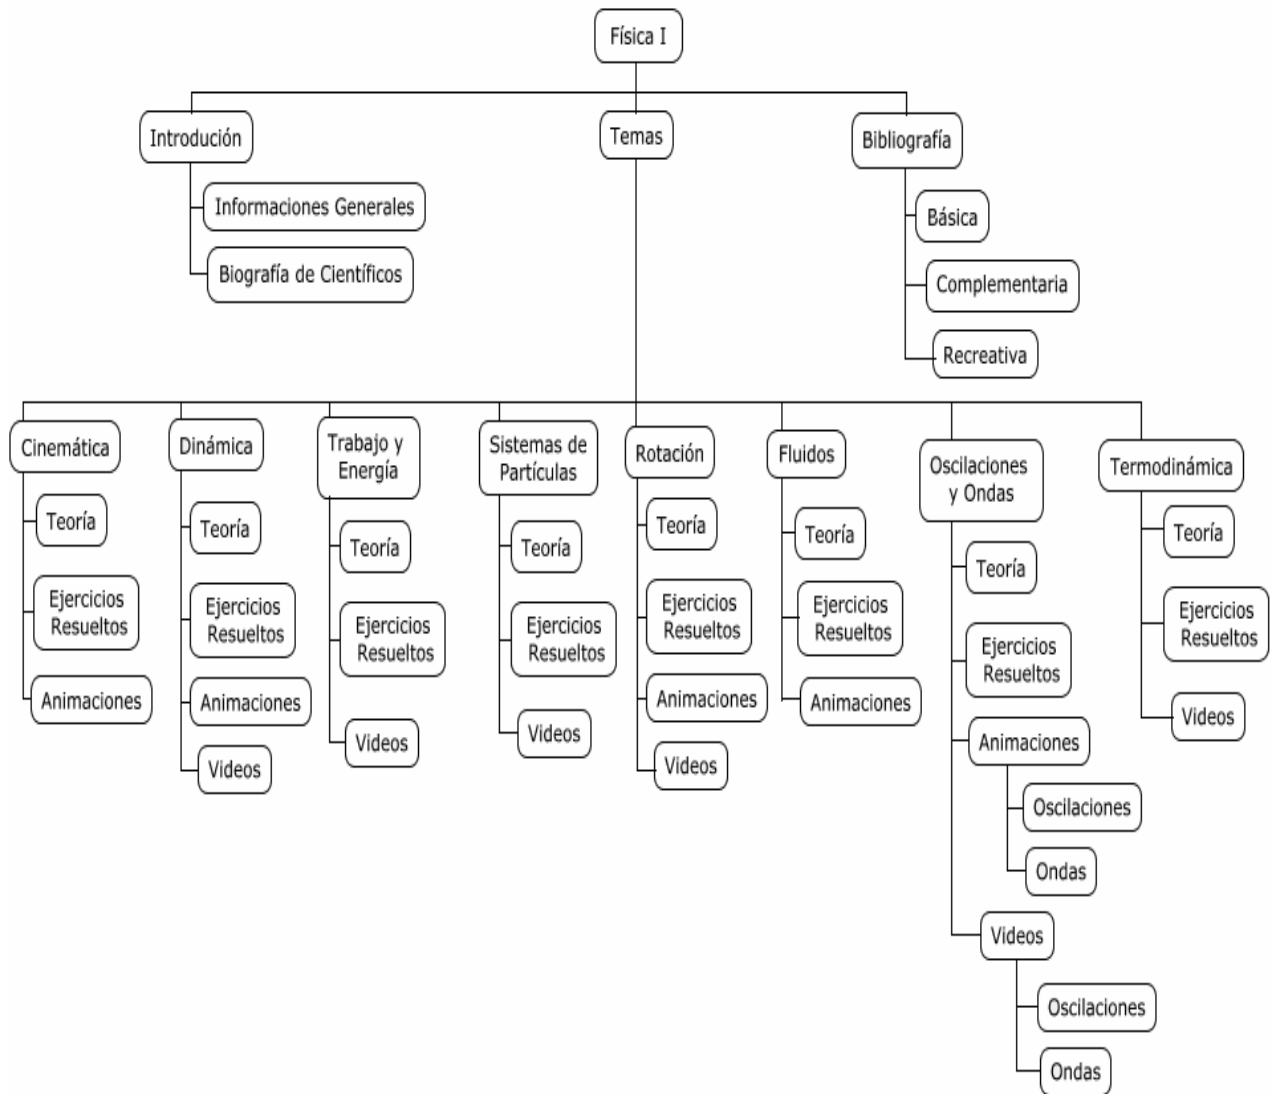 Física I
Introdución
Temas
Bibliografía
Informaciones Generales
Biografía de Científicos
Básica
Complementaria
Recreativa
Cinemática
Teoría
Ejercicios
Resueltos
Animaciones
Dinámica
Teoría
Ejercicios
Resueltos
Animaciones
Videos
Trabajo y
Energía
Teoría
Ejercicios
Resueltos
Videos
Sistemas de
Partículas
Teoría
Ejercicios
Resueltos
Videos
Rotación
Teoría
Ejercicios
Resueltos
Animaciones
Videos
Fluidos
Teoría
Ejercicios
Resueltos
Animaciones
Oscilaciones
y Ondas
Teoría
Ejercicios
Resueltos
Animaciones
Oscilaciones
Ondas
Videos
Oscilaciones
Ondas
Termodinámica
Teoría
Ejercicios
Resueltos
Videos